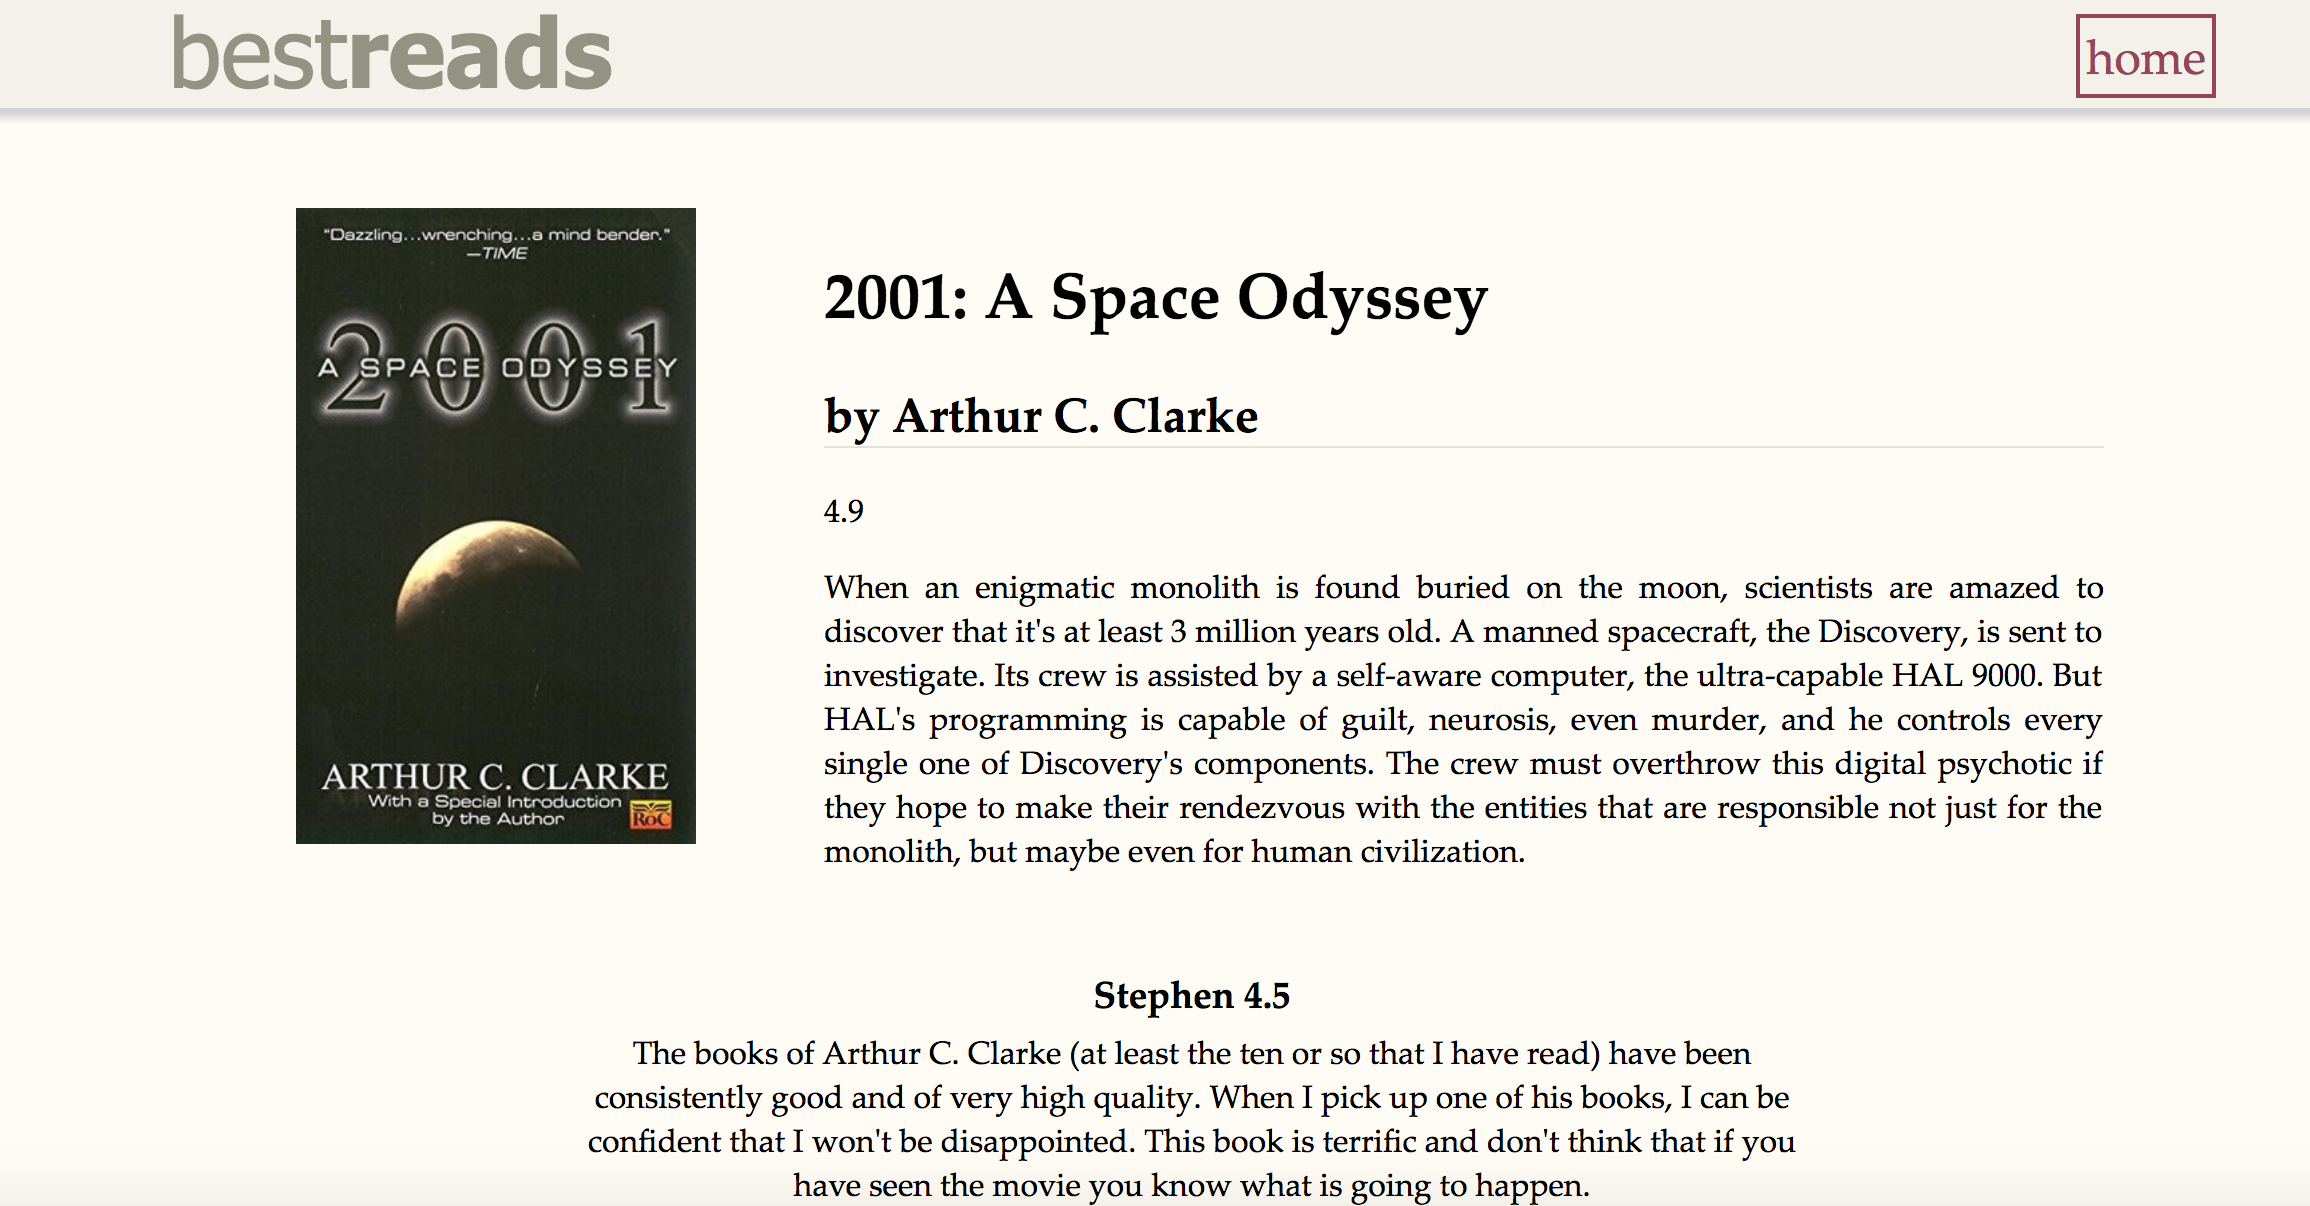 bestreads
home
"Dazzling...wrenching...a mind bender."
—TIME
2001
A SPACE ODYSSEY
ARTHUR C. CLARKE
With a Special Introduction
by the Author
ROC
2001: A Space Odyssey
by Arthur C. Clarke
4.9
When an enigmatic monolith is found buried on the moon, scientists are amazed to
discover that it's at least 3 million years old. A manned spacecraft, the Discovery, is sent to
investigate. Its crew is assisted by a self-aware computer, the ultra-capable HAL 9000. But
HAL's programming is capable of guilt, neurosis, even murder, and he controls every
single one of Discovery's components. The crew must overthrow this digital psychotic if
they hope to make their rendezvous with the entities that are responsible not just for the
monolith, but maybe even for human civilization.
Stephen 4.5
The books of Arthur C. Clarke (at least the ten or so that I have read) have been
consistently good and of very high quality. When I pick up one of his books, I can be
confident that I won't be disappointed. This book is terrific and don't think that if you
have seen the movie you know what is going to happen.